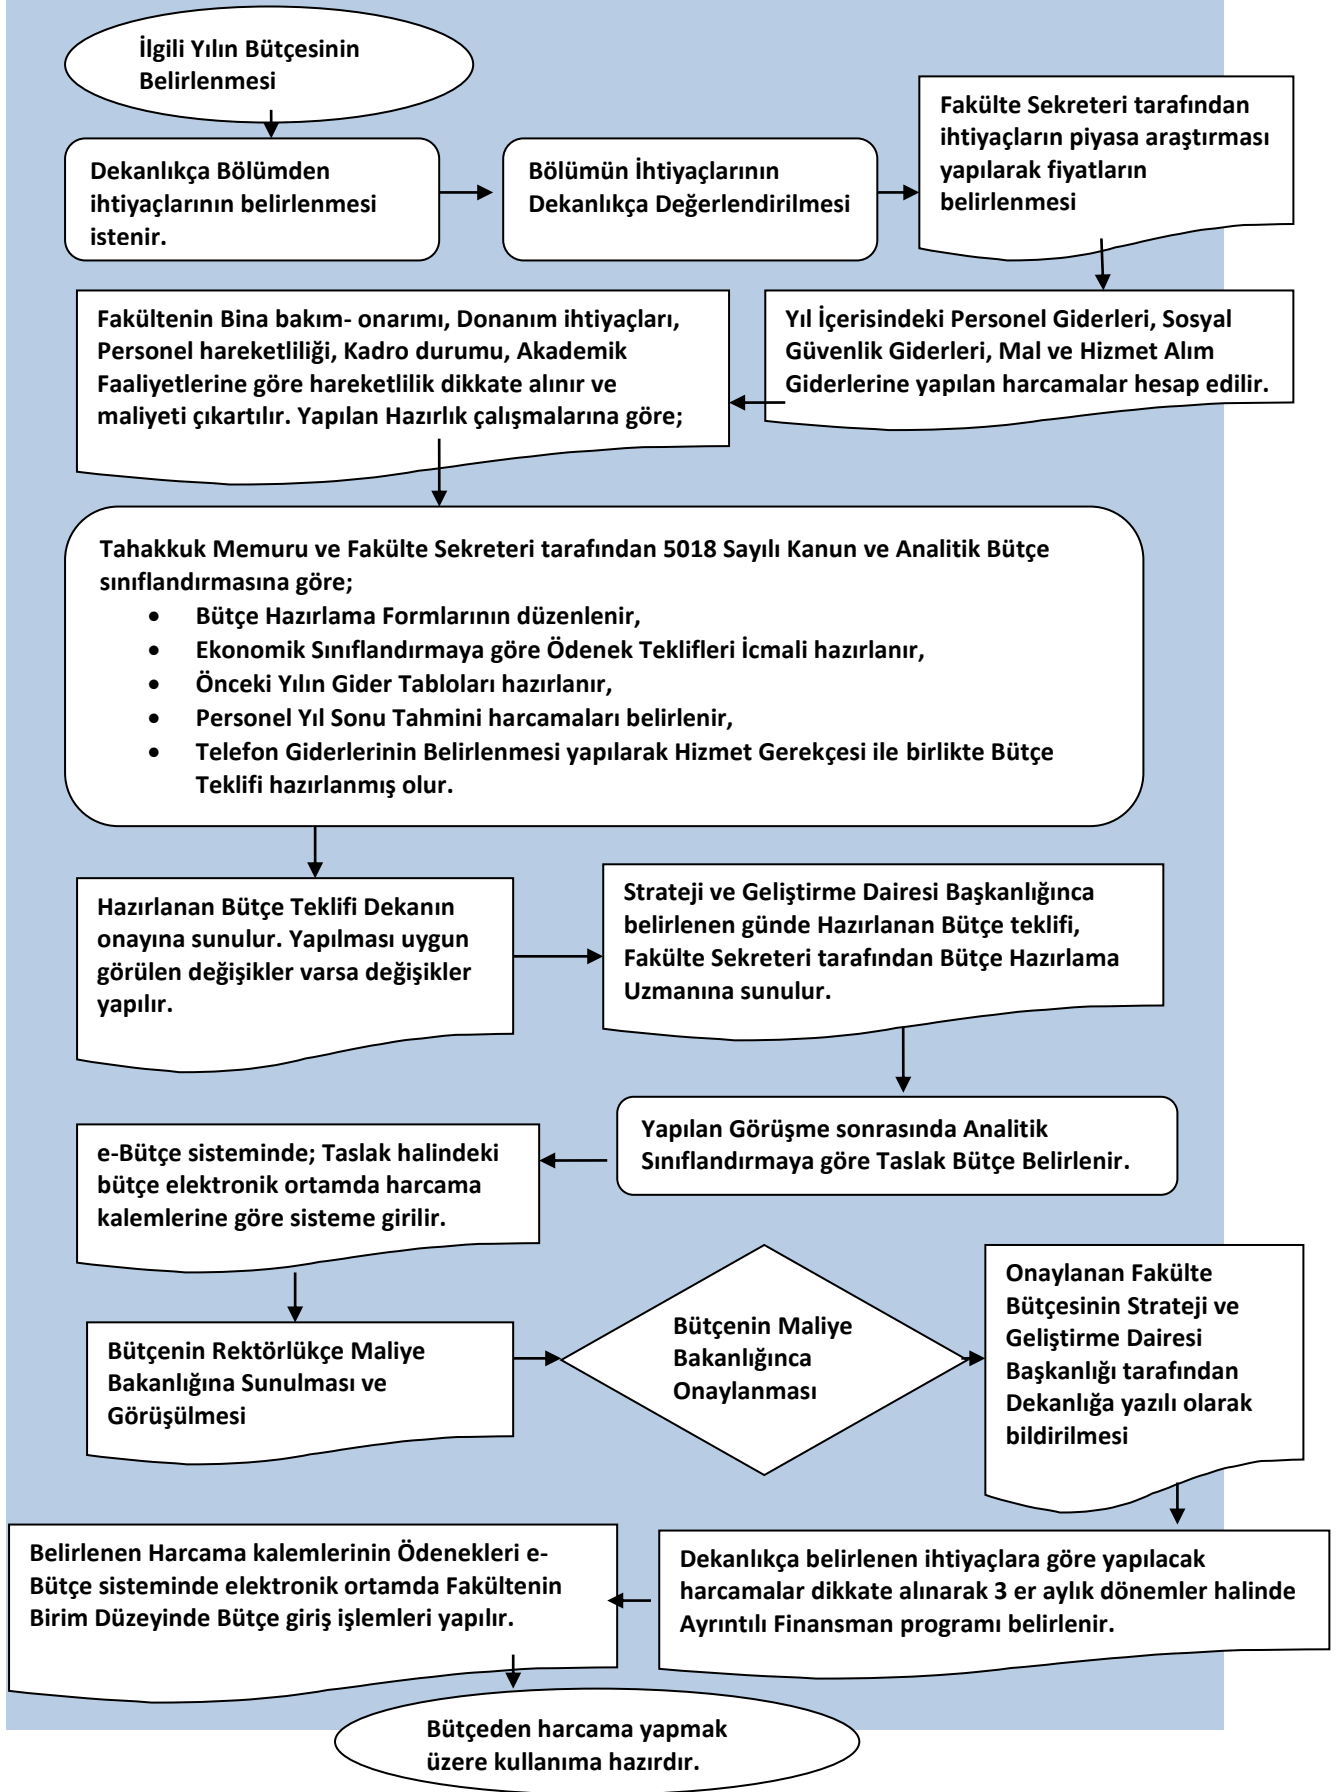 İlgili Yılın Bütçesinin
Belirlenmesi
Dekanlıkça Bölümden
ihtiyaçlarının belirlenmesi
istenir.
Bölümün İhtiyaçlarının
Dekanlıkça Değerlendirilmesi
Fakülte Sekreteri tarafından
ihtiyaçların piyasa araştırması
yapılarak fiyatların
belirlenmesi
Yıl İçerisindeki Personel Giderleri, Sosyal
Güvenlik Giderleri, Mal ve Hizmet Alım
Giderlerine yapılan harcamalar hesap edilir.
Fakültenin Bina bakım- onarımı, Donanım ihtiyaçları,
Personel hareketliliği, Kadro durumu, Akademik
Faaliyetlerine göre hareketlilik dikkate alınır ve
maliyeti çıkartılır. Yapılan Hazırlık çalışmalarına göre;
Tahakkuk Memuru ve Fakülte Sekreteri tarafından 5018 Sayılı Kanun ve Analitik Bütçe
sınıflandırmasına göre;
• Bütçe Hazırlama Formlarının düzenlenir,
• Ekonomik Sınıflandırmaya göre Ödenek Teklifleri İcmali hazırlanır,
• Önceki Yılın Gider Tabloları hazırlanır,
• Personel Yıl Sonu Tahmini harcamaları belirlenir,
• Telefon Giderlerinin Belirlenmesi yapılarak Hizmet Gerekçesi ile birlikte Bütçe
Teklifi hazırlanmış olur.
Hazırlanan Bütçe Teklifi Dekanın
onayına sunulur. Yapılması uygun
görülen değişikler varsa değişikler
yapılır.
Strateji ve Geliştirme Dairesi Başkanlığınca
belirlenen günde Hazırlanan Bütçe teklifi,
Fakülte Sekreteri tarafından Bütçe Hazırlama
Uzmanına sunulur.
Yapılan Görüşme sonrasında Analitik
Sınıflandırmaya göre Taslak Bütçe Belirlenir.
e-Bütçe sisteminde; Taslak halindeki
bütçe elektronik ortamda harcama
kalemlerine göre sisteme girilir.
Bütçenin Rektörlükçe Maliye
Bakanlığına Sunulması ve
Görüşülmesi
Bütçenin Maliye
Bakanlığınca
Onaylanması
Onaylanan Fakülte
Bütçesinin Strateji ve
Geliştirme Dairesi
Başkanlığı tarafından
Dekanlığa yazılı olarak
bildirilmesi
Dekanlıkça belirlenen ihtiyaçlara göre yapılacak
harcamalar dikkate alınarak 3 er aylık dönemler halinde
Ayrıntılı Finansman programı belirlenir.
Belirlenen Harcama kalemlerinin Ödenekleri e-
Bütçe sisteminde elektronik ortamda Fakültenin
Birim Düzeyinde Bütçe giriş işlemleri yapılır.
Bütçeden harcama yapmak
üzere kullanıma hazırdır.